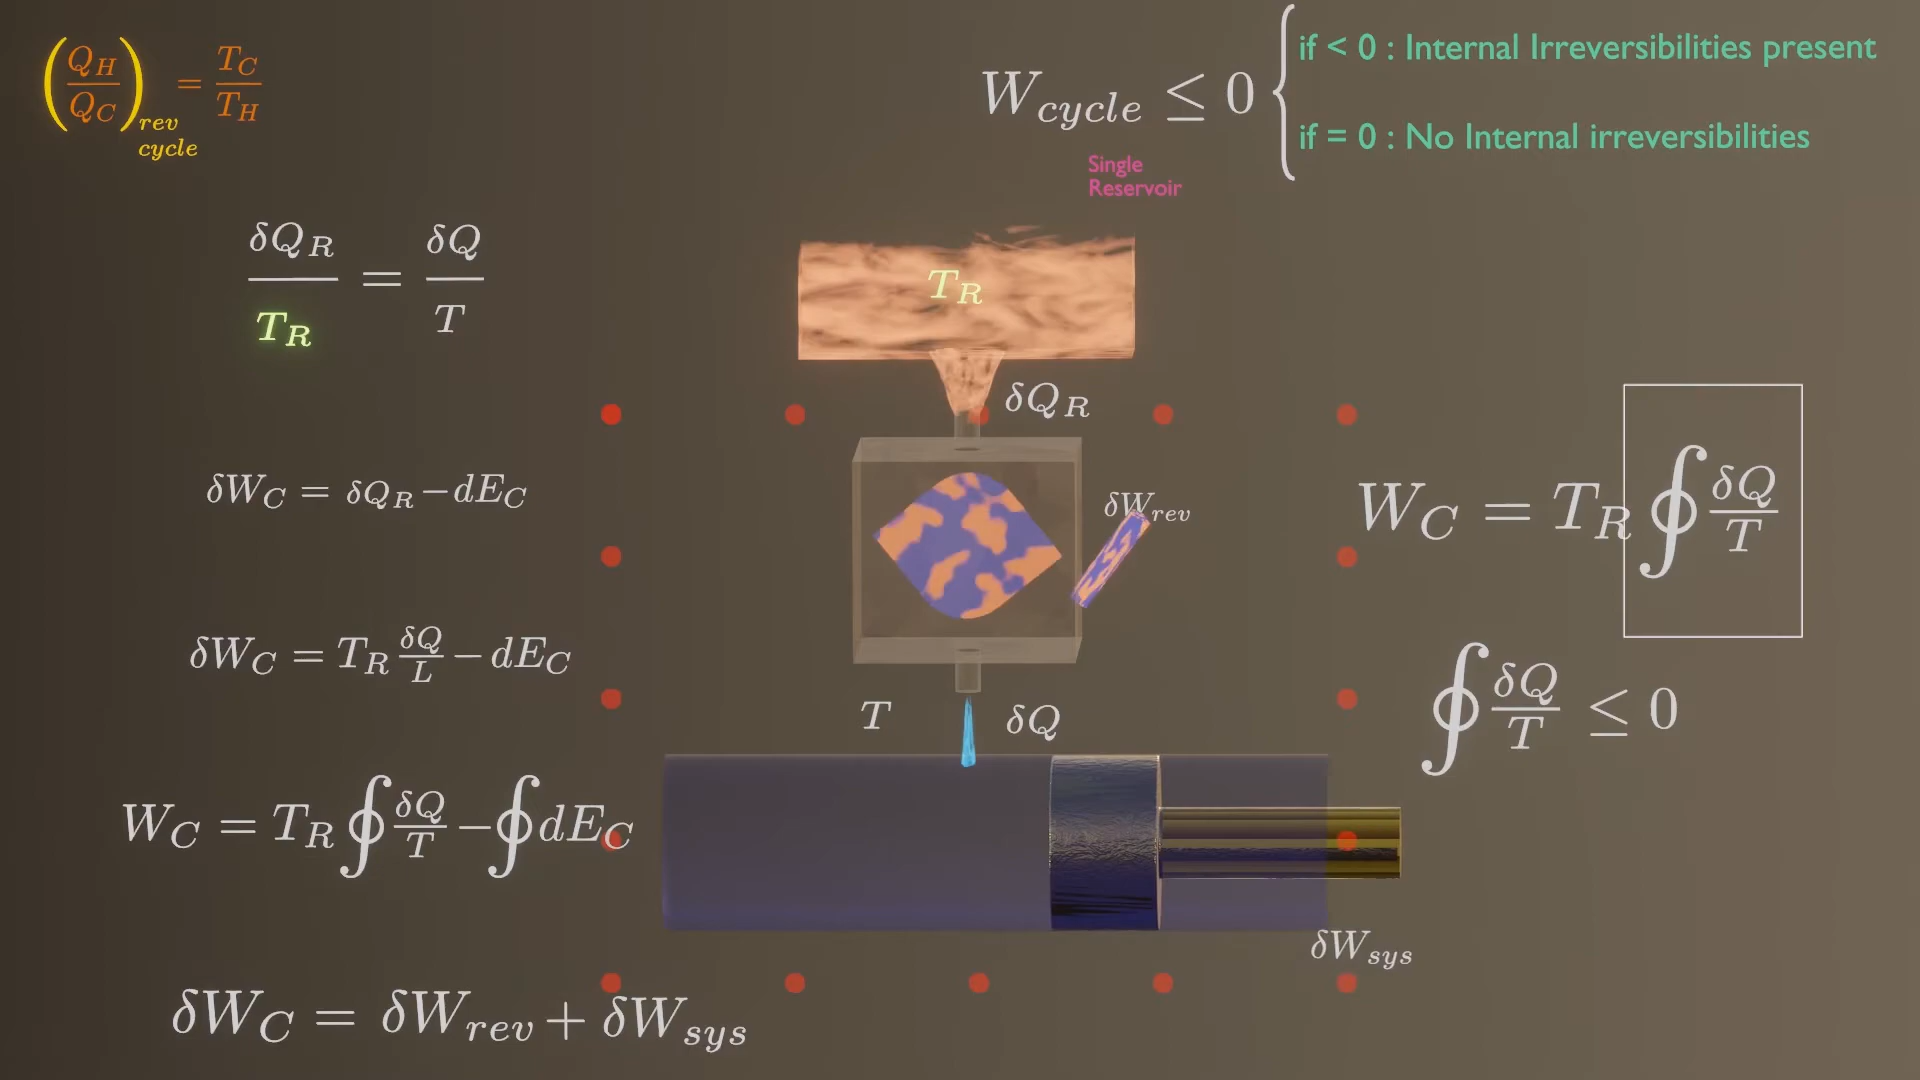 (Q_H / Q_C)_rev cycle = T_C / T_H
W_cycle ≤ 0 { if < 0 : Internal Irreversibilities present
if = 0 : No Internal irreversibilities
Single
Reservoir
δQ_R / T_R = δQ / T
T_R
δQ_R
δW_C = δQ_R − dE_C
δW_rev
W_C = T_R ∮ δQ / T
δW_C = T_R δQ / L − dE_C
T
δQ
∮ δQ / T ≤ 0
W_C = T_R ∮ δQ / T − ∮ dE_C
δW_sys
δW_C = δW_rev + δW_sys